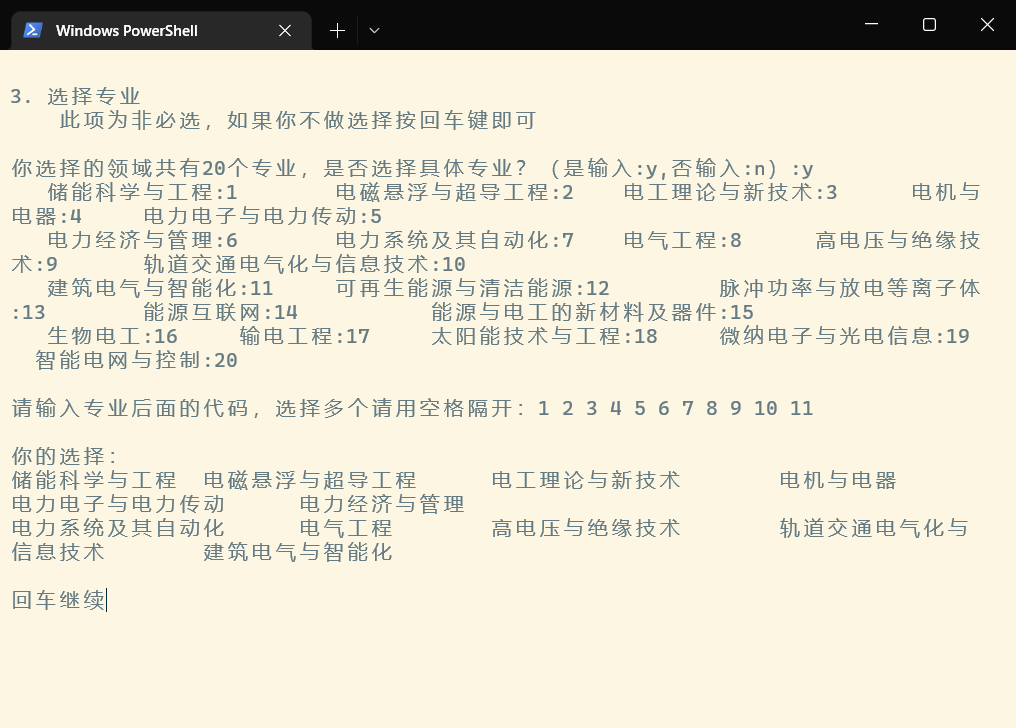 Windows PowerShell
3. 选择专业
此项为非必选，如果你不做选择按回车键即可
你选择的领域共有20个专业，是否选择具体专业？（是输入:y,否输入:n）:y
储能科学与工程:1 电磁悬浮与超导工程:2 电工理论与新技术:3 电机与
电器:4 电力电子与电力传动:5
电力经济与管理:6 电力系统及其自动化:7 电气工程:8 高电压与绝缘技
术:9 轨道交通电气化与信息技术:10
建筑电气与智能化:11 可再生能源与清洁能源:12 脉冲功率与放电等离子体
:13 能源互联网:14 能源与电工的新材料及器件:15
生物电工:16 输电工程:17 太阳能技术与工程:18 微纳电子与光电信息:19
智能电网与控制:20
请输入专业后面的代码，选择多个请用空格隔开：1 2 3 4 5 6 7 8 9 10 11
你的选择：
储能科学与工程 电磁悬浮与超导工程 电工理论与新技术 电机与电器
电力电子与电力传动 电力经济与管理
电力系统及其自动化 电气工程 高电压与绝缘技术 轨道交通电气化与
信息技术 建筑电气与智能化
回车继续